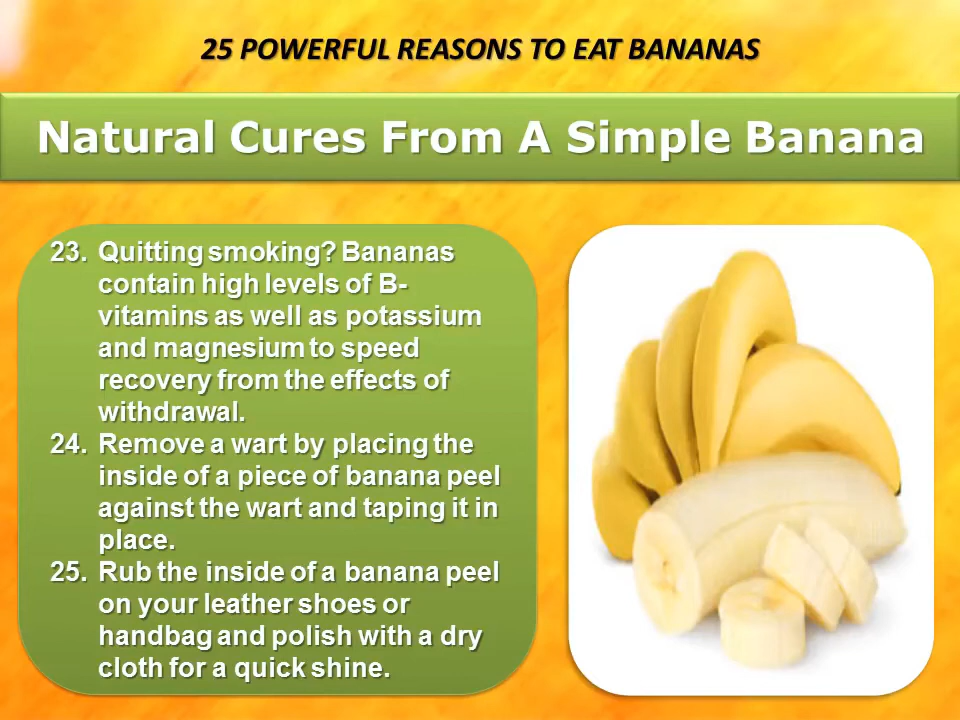 25 POWERFUL REASONS TO EAT BANANAS
Natural Cures From A Simple Banana
23. Quitting smoking? Bananas
contain high levels of B-
vitamins as well as potassium
and magnesium to speed
recovery from the effects of
withdrawal.
24. Remove a wart by placing the
inside of a piece of banana peel
against the wart and taping it in
place.
25. Rub the inside of a banana peel
on your leather shoes or
handbag and polish with a dry
cloth for a quick shine.